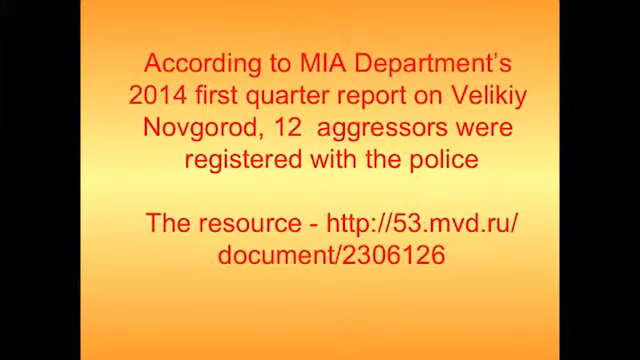 According to MIA Department’s
2014 first quarter report on Velikiy
Novgorod, 12  aggressors were
registered with the police
The resource - http://53.mvd.ru/
document/2306126